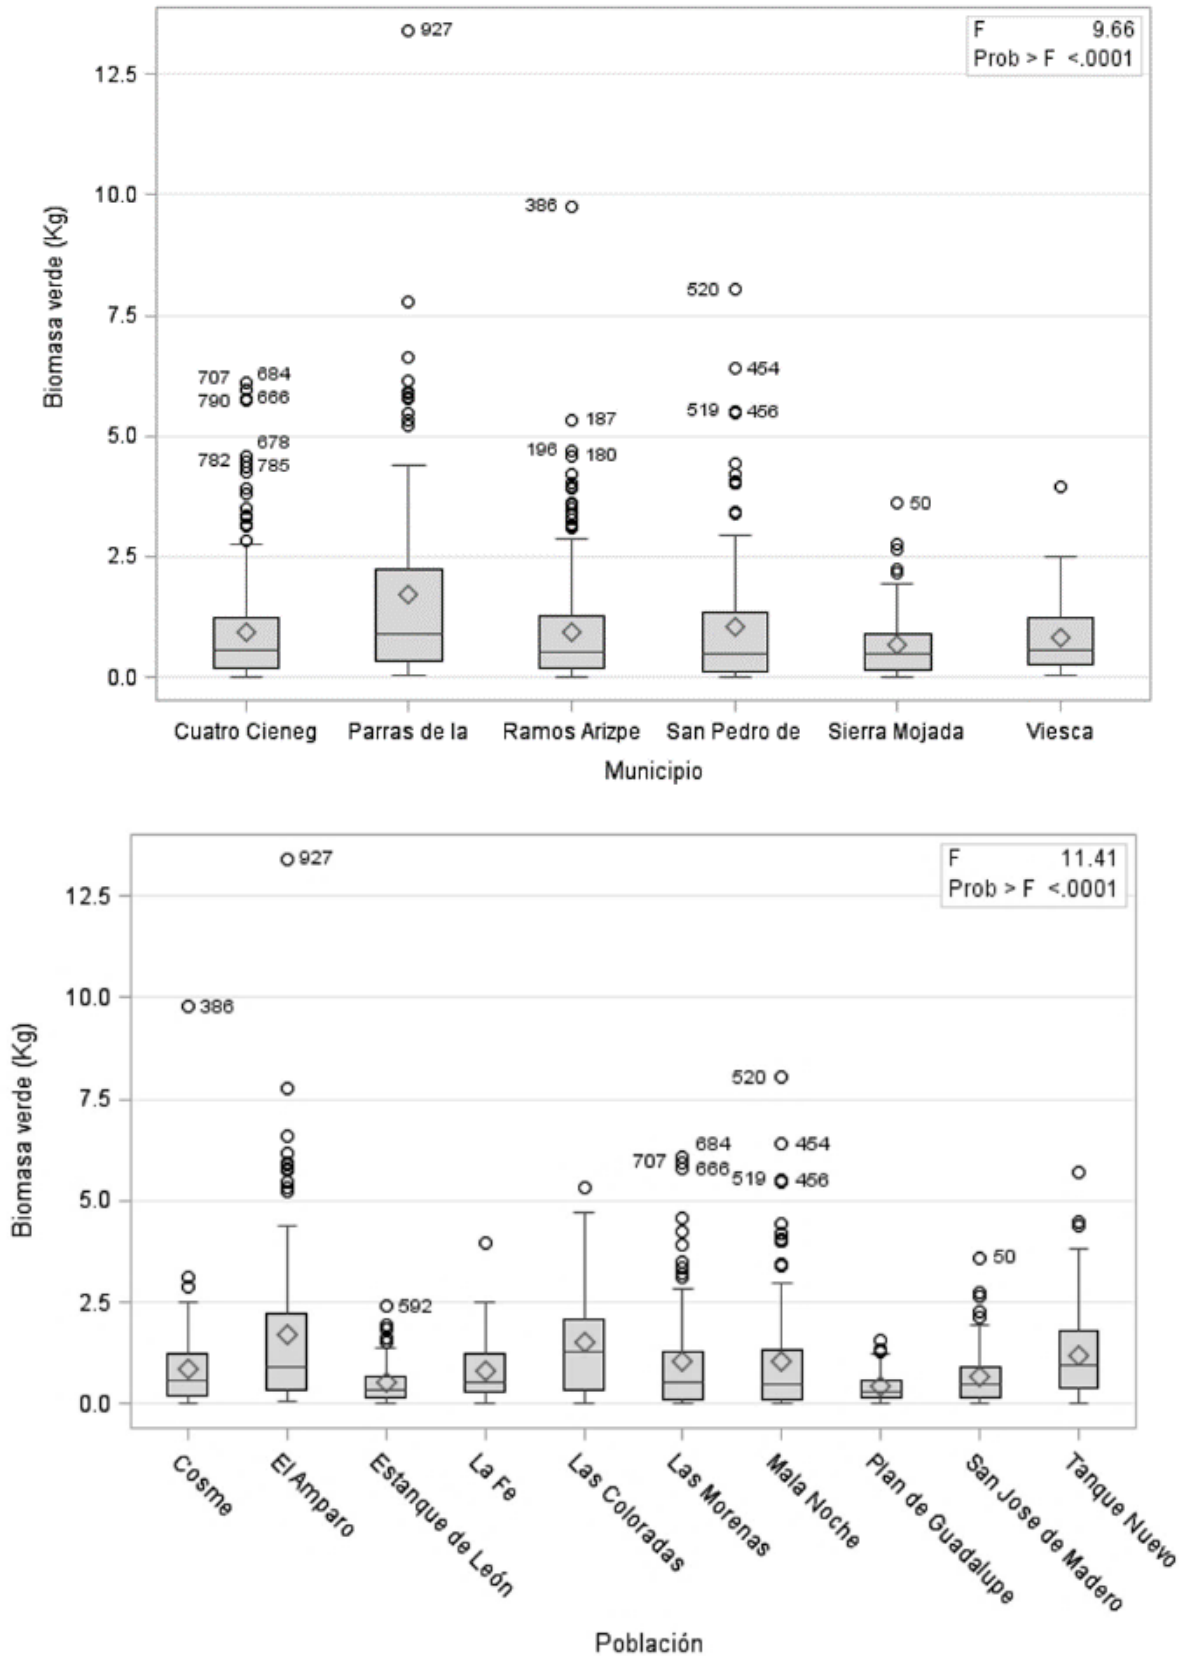 927
F 9.66
Prob > F <.0001
12.5
10.0
386
7.5
520
454
Biomasa verde (Kg)
707 684
790 666
519 456
187
5.0
678
782 785
196 180
50
2.5
0.0
Cuatro Cieneg Parras de la Ramos Arizpe San Pedro de Sierra Mojada Viesca
Municipio
927
F 11.41
Prob > F <.0001
12.5
10.0
386
7.5
520
Biomasa verde (Kg)
684
454
707 666
519 456
5.0
50
2.5
592
0.0
Cosme
El Amparo
Estanque de León
La Fe
Las Coloradas
Las Morenas
Mala Noche
Plan de Guadalupe
San Jose de Madero
Tanque Nuevo
Población